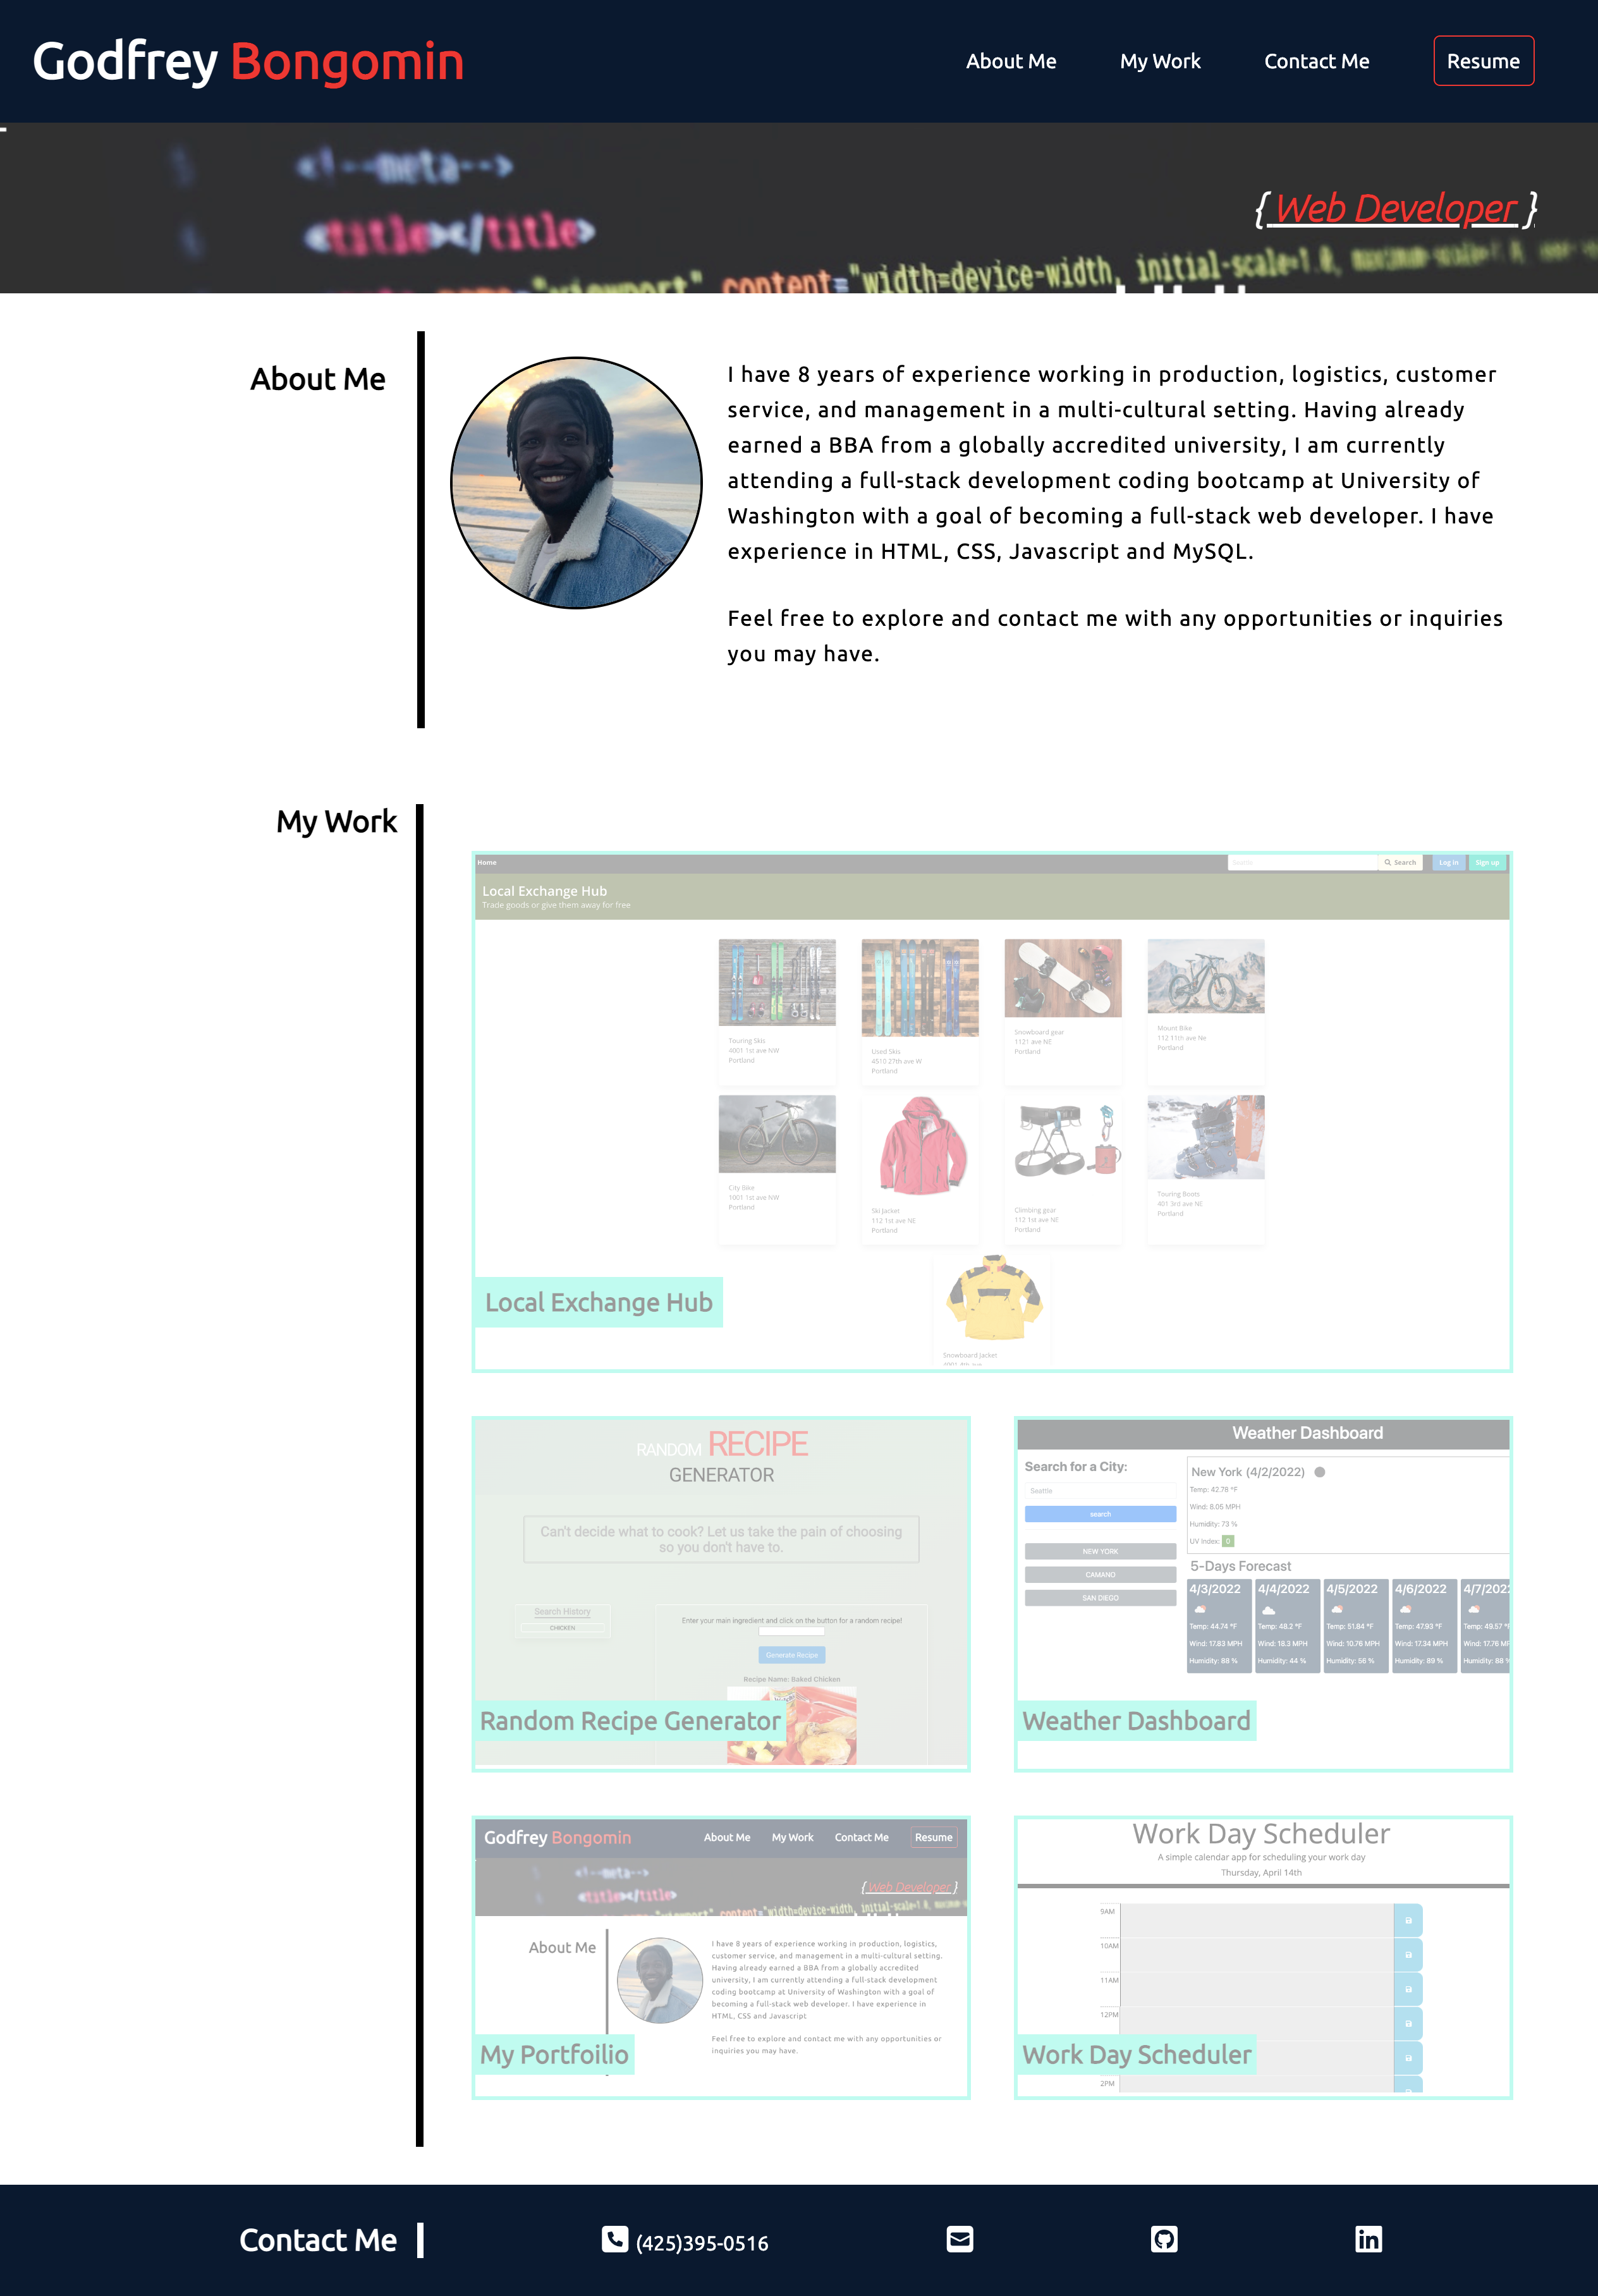 Godfrey Bongomin
About Me My Work Contact Me Resume
<!--meta-->
<title></title>
{ Web Developer }
"viewport" content="width=device-width, initial-scale=1.0,
About Me
I have 8 years of experience working in production, logistics, customer
service, and management in a multi-cultural setting. Having already
earned a BBA from a globally accredited university, I am currently
attending a full-stack development coding bootcamp at University of
Washington with a goal of becoming a full-stack web developer. I have
experience in HTML, CSS, Javascript and MySQL.
Feel free to explore and contact me with any opportunities or inquiries
you may have.
My Work
Home
Seattle
Search
Log in
Sign up
Local Exchange Hub
Trade goods or give them away for free
Touring Skis
4001 1st ave NW
Portland
Used Skis
4510 27th ave W
Portland
Snowboard gear
1121 ave NE
Portland
Mount Bike
112 11th ave Ne
Portland
City Bike
1001 1st ave NW
Portland
Ski Jacket
112 1st ave NE
Portland
Climbing gear
112 1st ave NE
Portland
Touring Boots
401 3rd ave NE
Portland
Snowboard Jacket
Local Exchange Hub
RANDOM RECIPE
GENERATOR
Can't decide what to cook? Let us take the pain of choosing
so you don't have to.
Search History
CHICKEN
Enter your main ingredient and click on the button for a random recipe!
Generate Recipe
Recipe Name: Baked Chicken
Random Recipe Generator
Weather Dashboard
Search for a City:
Seattle
search
NEW YORK
CAMANO
SAN DIEGO
New York (4/2/2022)
Temp: 42.78 °F
Wind: 8.05 MPH
Humidity: 73 %
UV Index: 0
5-Days Forecast
4/3/2022 4/4/2022 4/5/2022 4/6/2022 4/7/2022
Temp: 44.74 °F Temp: 48.2 °F Temp: 51.84 °F Temp: 47.93 °F Temp: 49.57 °F
Wind: 17.83 MPH Wind: 18.3 MPH Wind: 10.76 MPH Wind: 17.34 MPH Wind: 17.76 MP
Humidity: 88 % Humidity: 44 % Humidity: 56 % Humidity: 89 % Humidity: 88 %
Weather Dashboard
Godfrey Bongomin
About Me My Work Contact Me Resume
<!--meta-->
<title></title>
{ Web Developer }
"viewport" content="width=device-width, initial-scale=1.0,
About Me
I have 8 years of experience working in production, logistics,
customer service, and management in a multi-cultural setting.
Having already earned a BBA from a globally accredited
university, I am currently attending a full-stack development
coding bootcamp at University of Washington with a goal of
becoming a full-stack web developer. I have experience in
HTML, CSS and Javascript
Feel free to explore and contact me with any opportunities or
inquiries you may have.
My Portfoilio
Work Day Scheduler
A simple calendar app for scheduling your work day
Thursday, April 14th
9AM
10AM
11AM
12PM
2PM
Work Day Scheduler
Contact Me
(425)395-0516
in